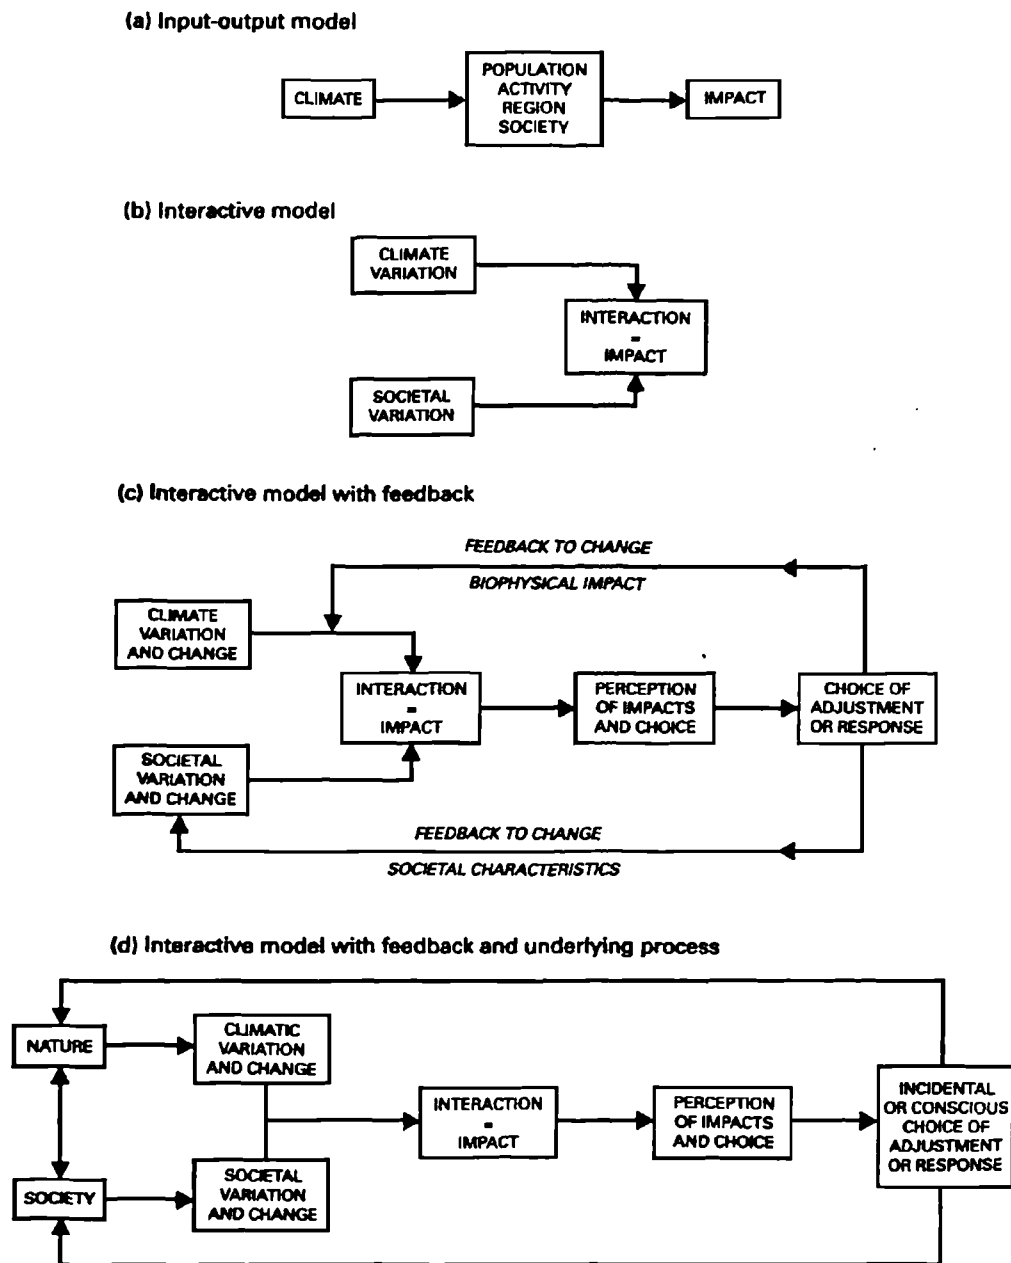 (a) Input-output model
CLIMATE
POPULATION
ACTIVITY
REGION
SOCIETY
IMPACT
(b) Interactive model
CLIMATE
VARIATION
INTERACTION
=
IMPACT
SOCIETAL
VARIATION
(c) Interactive model with feedback
FEEDBACK TO CHANGE
BIOPHYSICAL IMPACT
CLIMATE
VARIATION
AND CHANGE
INTERACTION
=
IMPACT
PERCEPTION
OF IMPACTS
AND CHOICE
CHOICE OF
ADJUSTMENT
OR RESPONSE
SOCIETAL
VARIATION
AND CHANGE
FEEDBACK TO CHANGE
SOCIETAL CHARACTERISTICS
(d) Interactive model with feedback and underlying process
NATURE
CLIMATIC
VARIATION
AND CHANGE
INTERACTION
=
IMPACT
PERCEPTION
OF IMPACTS
AND CHOICE
INCIDENTAL
OR CONSCIOUS
CHOICE OF
ADJUSTMENT
OR RESPONSE
SOCIETY
SOCIETAL
VARIATION
AND CHANGE